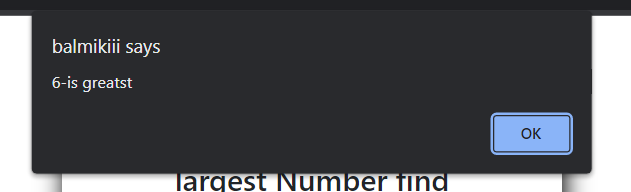 balmikiii says
6-is greatst
OK
largest Number find